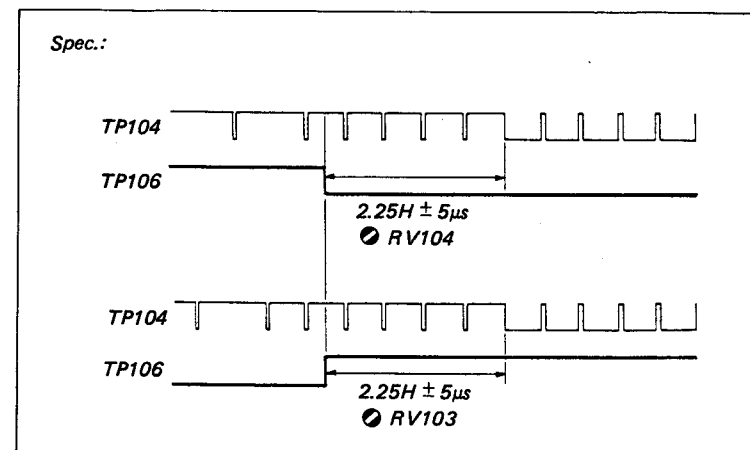 Spec.:
TP104
TP106
2.25H ± 5μs
RV104
TP104
TP106
2.25H ± 5μs
RV103